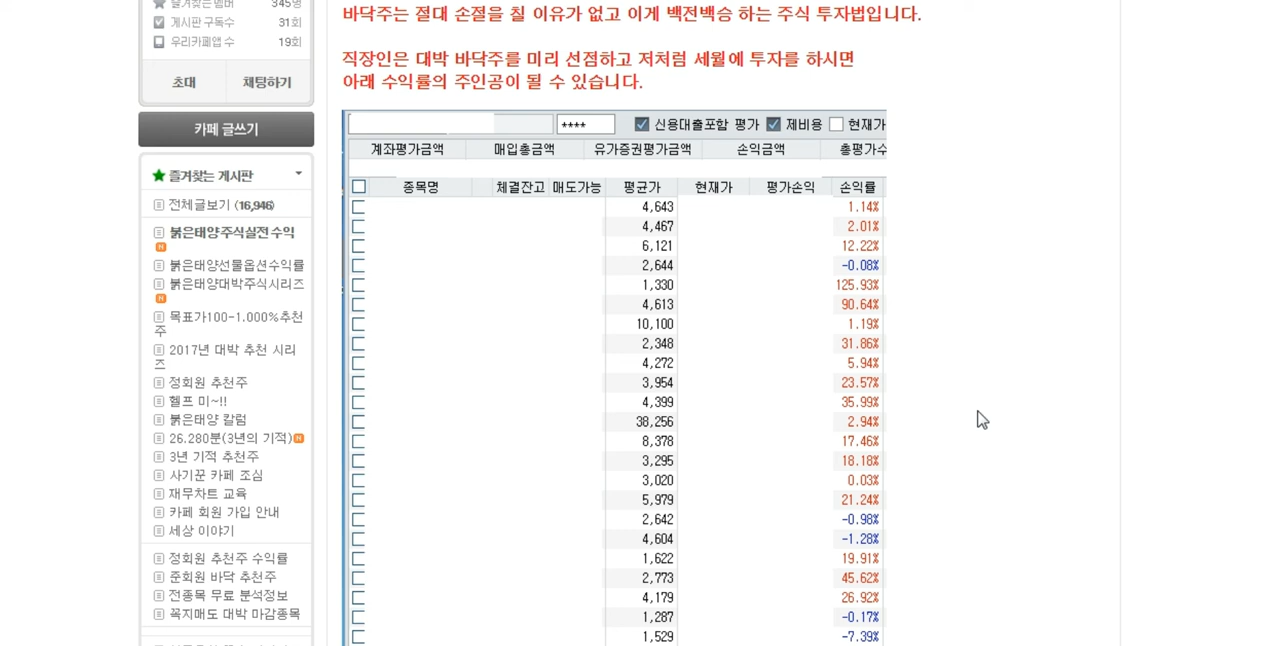 즐겨찾는 멤버 345명
게시판 구독수 31회
우리카페앱 수 19회
초대 채팅하기
카페 글쓰기
즐겨찾는 게시판
전체글보기 (16,946)
붉은태양주식실전수익
N
붉은태양선물옵션수익률
붉은태양대박주식시리즈
N
목표가100-1.000%추천
주
2017년 대박 추천 시리
즈
정회원 추천주
헬프 미~!!
붉은태양 칼럼
26.280분(3년의 기적) N
3년 기적 추천주
사기꾼 카페 조심
재무차트 교육
카페 회원 가입 안내
세상 이야기
정회원 추천주 수익률
준회원 바닥 추천주
전종목 무료 분석정보
꼭지매도 대박 마감종목
바닥주는 절대 손절을 칠 이유가 없고 이게 백전백승 하는 주식 투자법입니다.
직장인은 대박 바닥주를 미리 선점하고 저처럼 세월에 투자를 하시면
아래 수익률의 주인공이 될 수 있습니다.
**** 신용대출포함 평가 제비용 현재가
계좌평가금액 매입총금액 유가증권평가금액 손익금액 총평가수
종목명 체결잔고 매도가능 평균가 현재가 평가손익 손익률
4,643 1.14%
4,467 2.01%
6,121 12.22%
2,644 -0.08%
1,330 125.93%
4,613 90.64%
10,100 1.19%
2,348 31.86%
4,272 5.94%
3,954 23.57%
4,399 35.99%
38,256 2.94%
8,378 17.46%
3,295 18.18%
3,020 0.03%
5,979 21.24%
2,642 -0.98%
4,604 -1.28%
1,622 19.91%
2,773 45.62%
4,179 26.92%
1,287 -0.17%
1,529 -7.39%